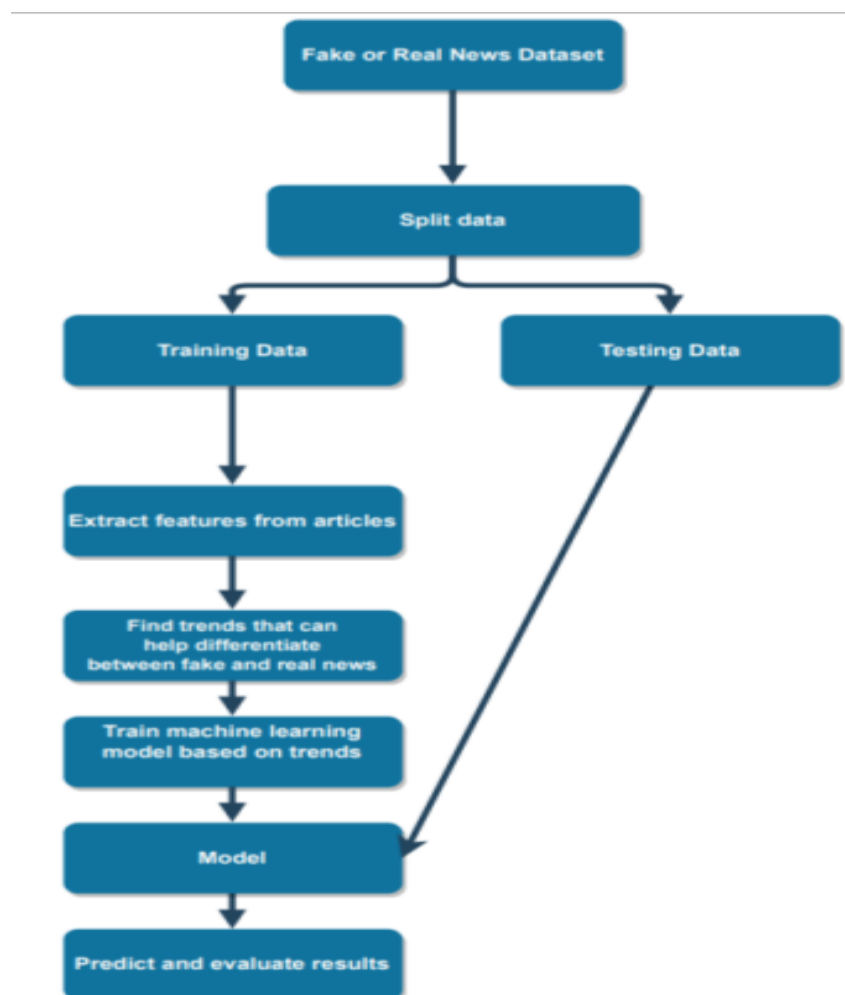 Fake or Real News Dataset
Split data
Training Data
Testing Data
Extract features from articles
Find trends that can
help differentiate
between fake and real news
Train machine learning
model based on trends
Model
Predict and evaluate results